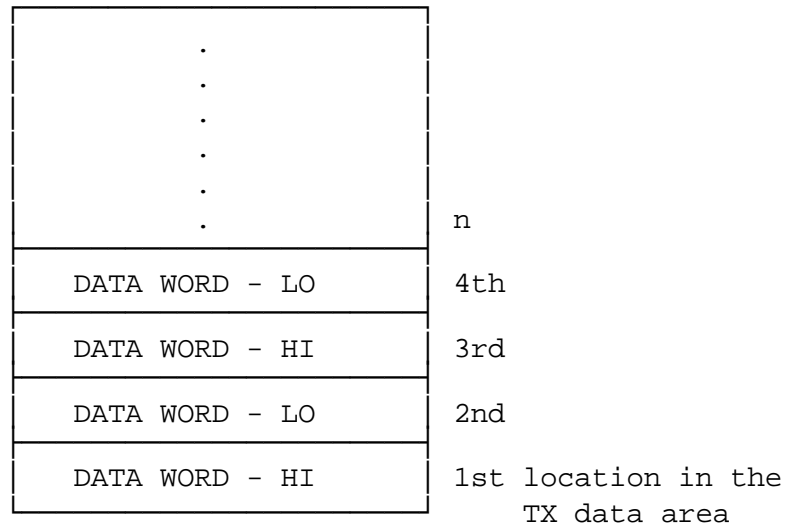 .
.
.
.
.
. n
DATA WORD - LO 4th
DATA WORD - HI 3rd
DATA WORD - LO 2nd
DATA WORD - HI 1st location in the
TX data area